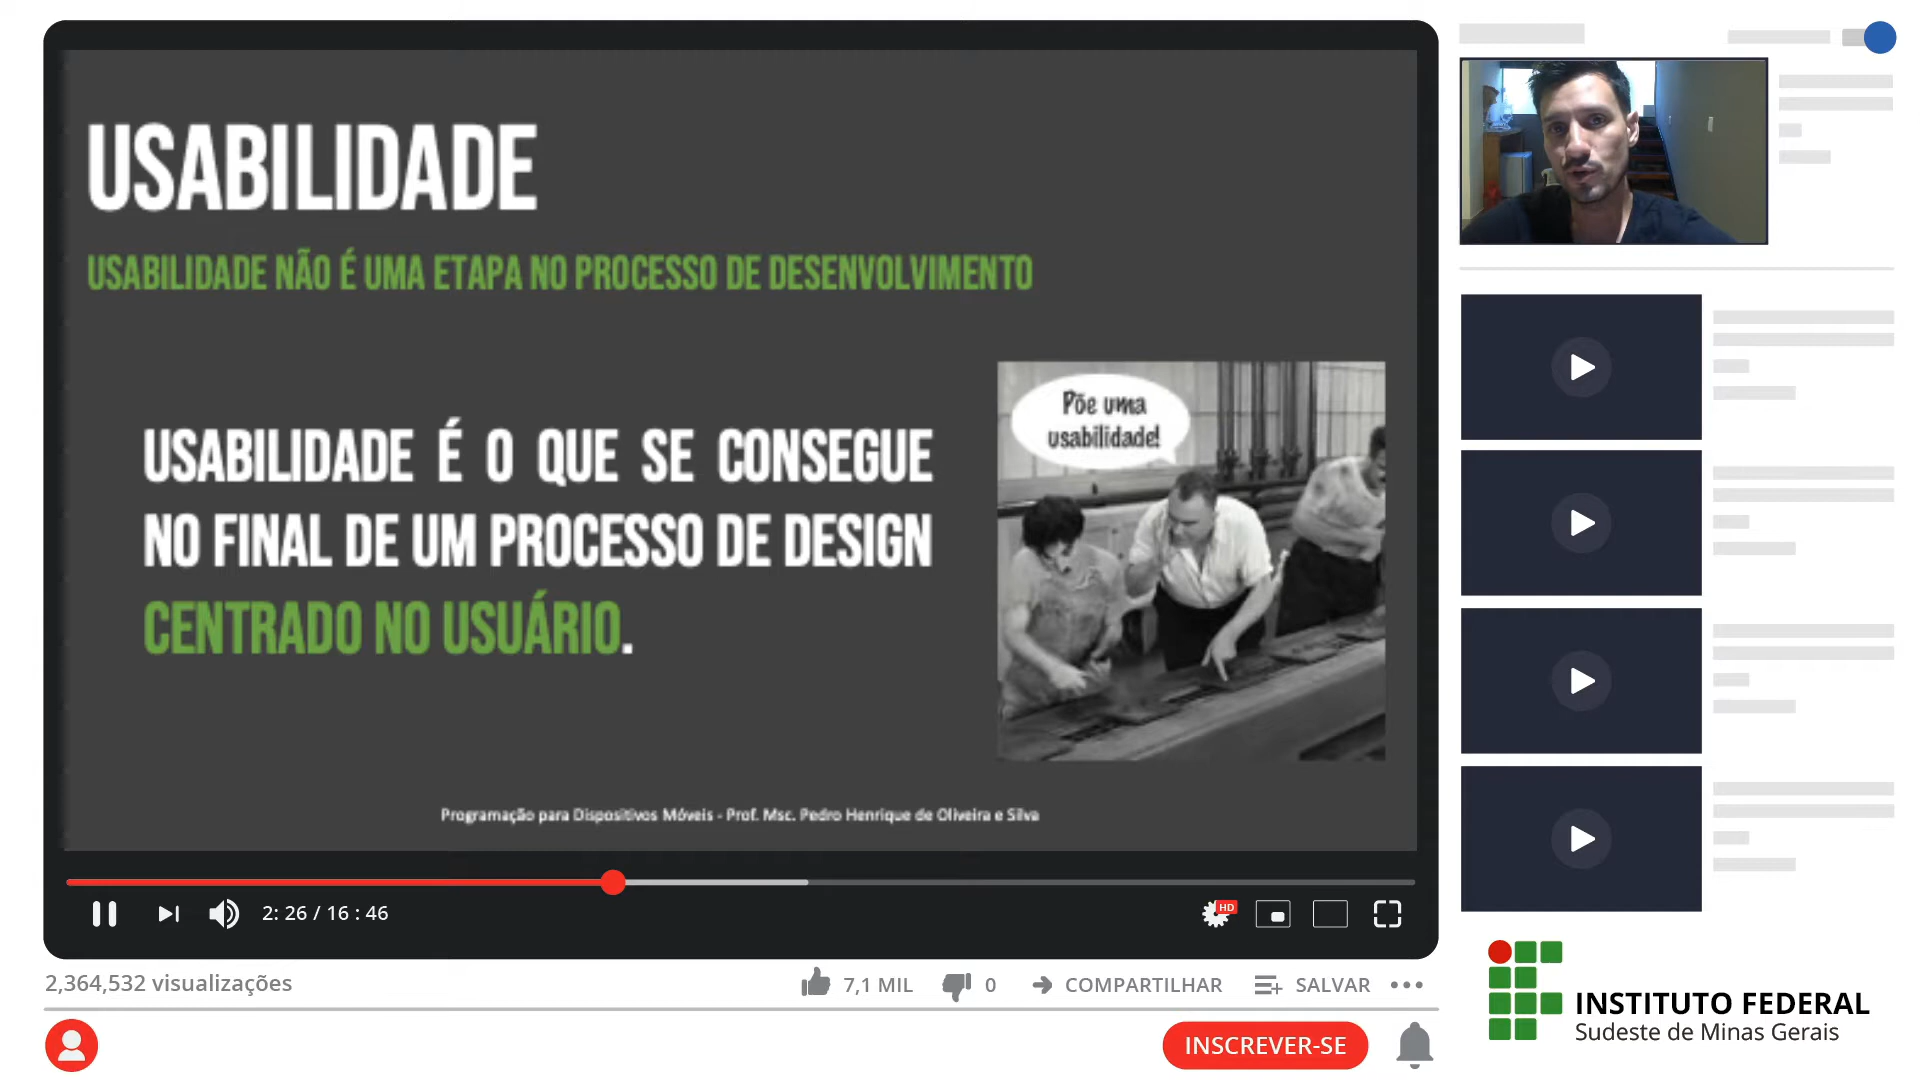 USABILIDADE
USABILIDADE NÃO É UMA ETAPA NO PROCESSO DE DESENVOLVIMENTO
Põe uma
usabilidade!
USABILIDADE É O QUE SE CONSEGUE
NO FINAL DE UM PROCESSO DE DESIGN
CENTRADO NO USUÁRIO.
Programação para Dispositivos Móveis - Prof. Msc. Pedro Henrique de Oliveira e Silva
2: 26 / 16 : 46
HD
2,364,532 visualizações
7,1 MIL
0
COMPARTILHAR
SALVAR
INSCREVER-SE
INSTITUTO FEDERAL
Sudeste de Minas Gerais